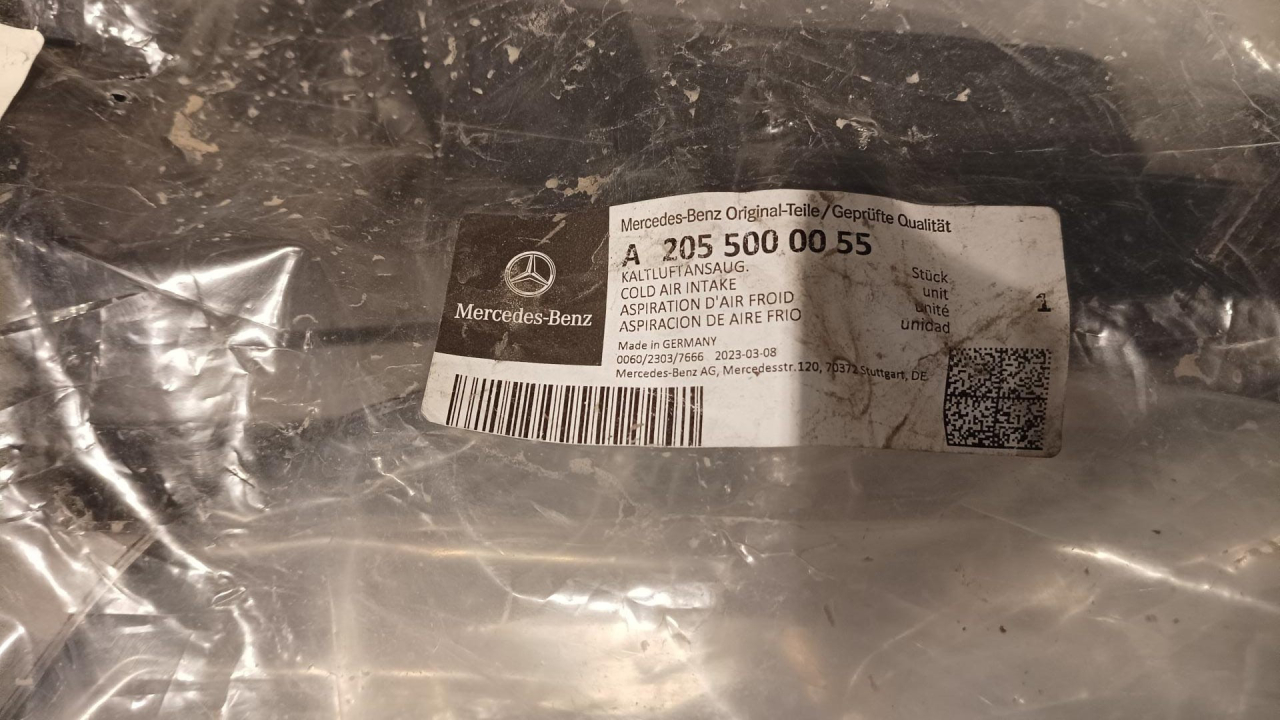 Mercedes-Benz
Mercedes-Benz Original-Teile/Geprüfte Qualität
A 205 500 00 55
KALTLUFTANSAUG.
COLD AIR INTAKE
ASPIRATION D'AIR FROID
ASPIRACION DE AIRE FRIO
Stück
unit
unité
unidad
1
Made in GERMANY
0060/2303/7666 2023-03-08
Mercedes-Benz AG, Mercedesstr.120, 70372 Stuttgart, DE